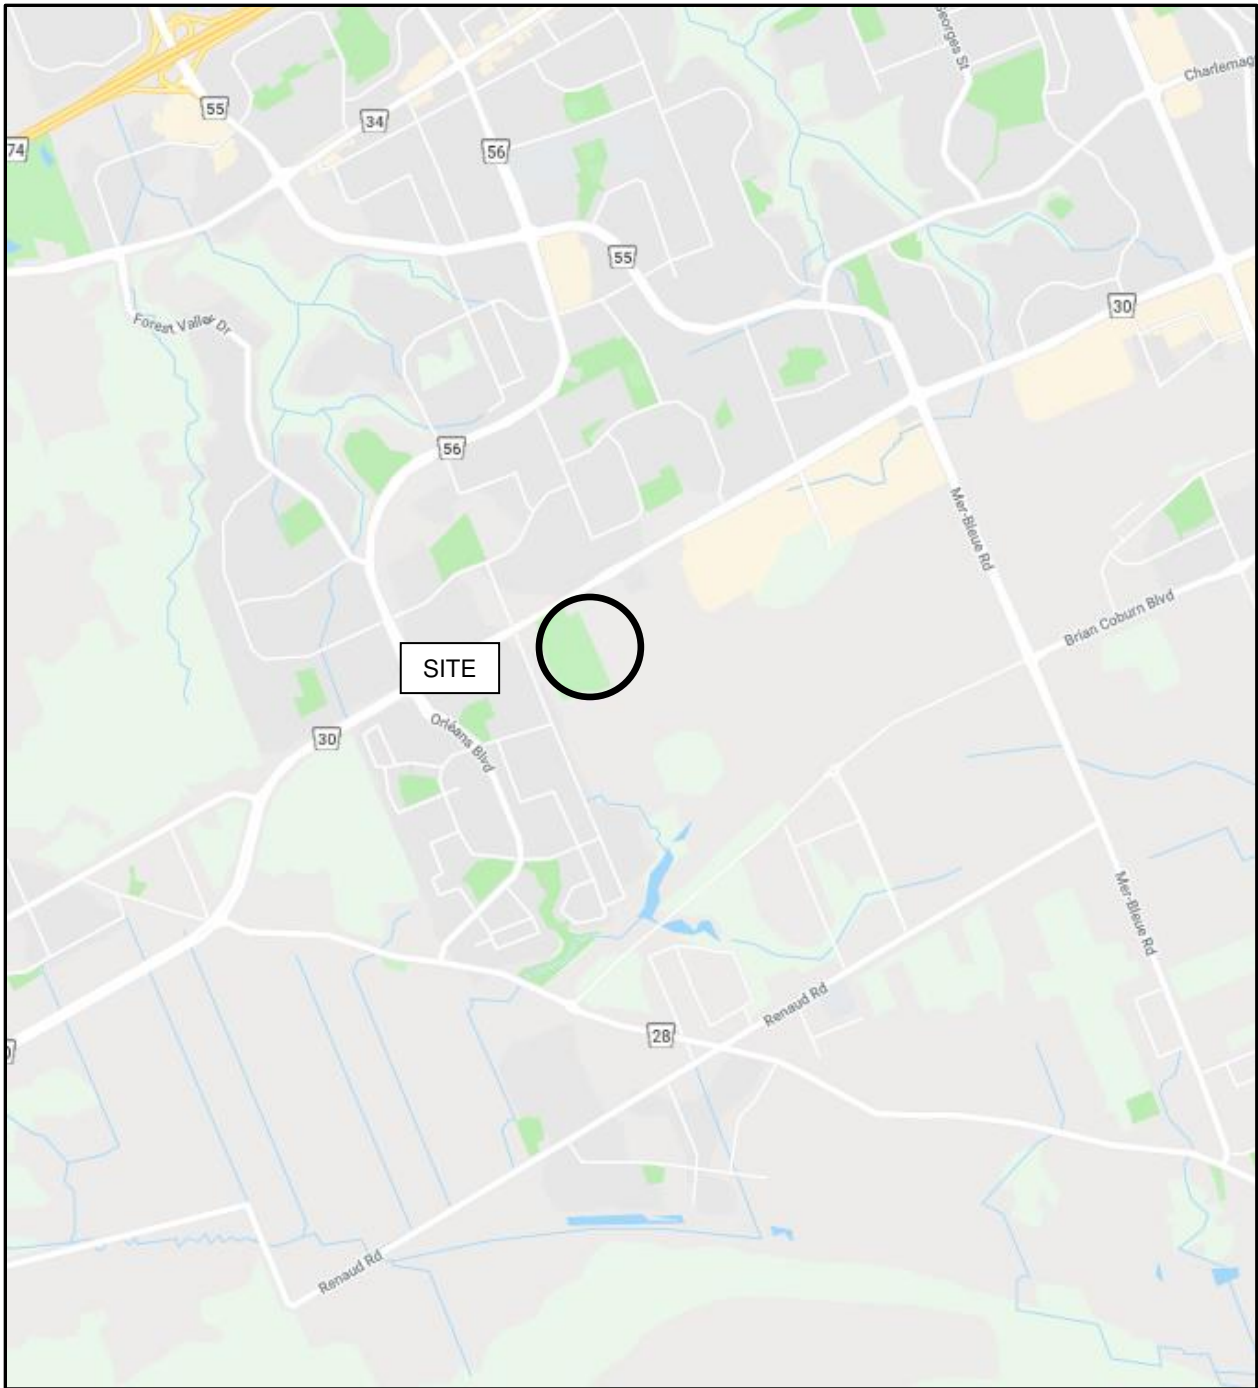 Georges St
Charlemag
55
34
74
56
55
30
Forest Valley Dr
56
Mer-Bleue Rd
Brian Coburn Blvd
SITE
Orléans Blvd
30
Mer-Bleue Rd
Renaud Rd
28
Renaud Rd